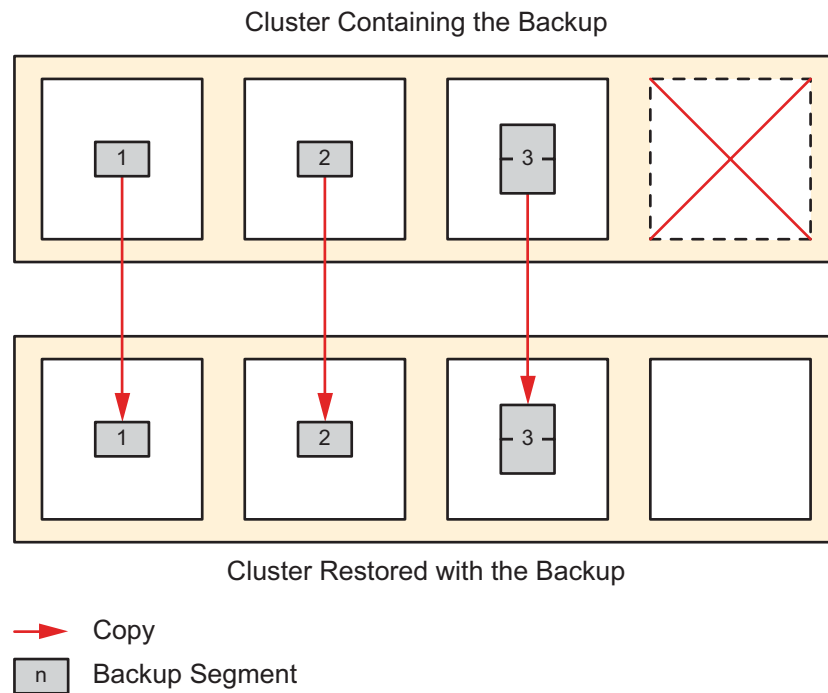 Cluster Containing the Backup
1 2 3
1 2 3
Cluster Restored with the Backup
Copy
n Backup Segment